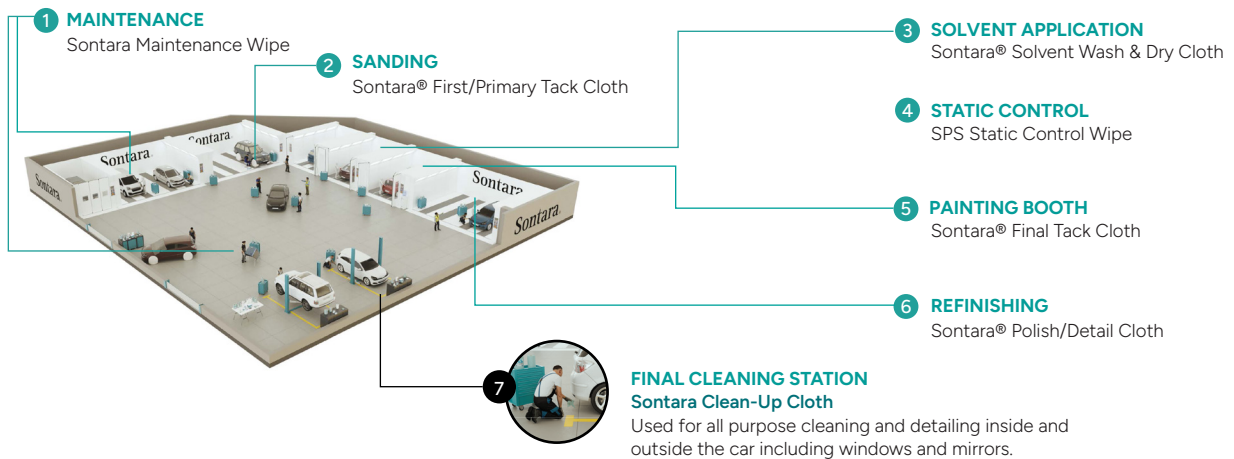 1 MAINTENANCE
Sontara Maintenance Wipe
2 SANDING
Sontara® First/Primary Tack Cloth
3 SOLVENT APPLICATION
Sontara® Solvent Wash & Dry Cloth
4 STATIC CONTROL
SPS Static Control Wipe
5 PAINTING BOOTH
Sontara® Final Tack Cloth
6 REFINISHING
Sontara® Polish/Detail Cloth
Sontara
Sontara
Sontara
Sontara
Sontara
7
FINAL CLEANING STATION
Sontara Clean-Up Cloth
Used for all purpose cleaning and detailing inside and
outside the car including windows and mirrors.